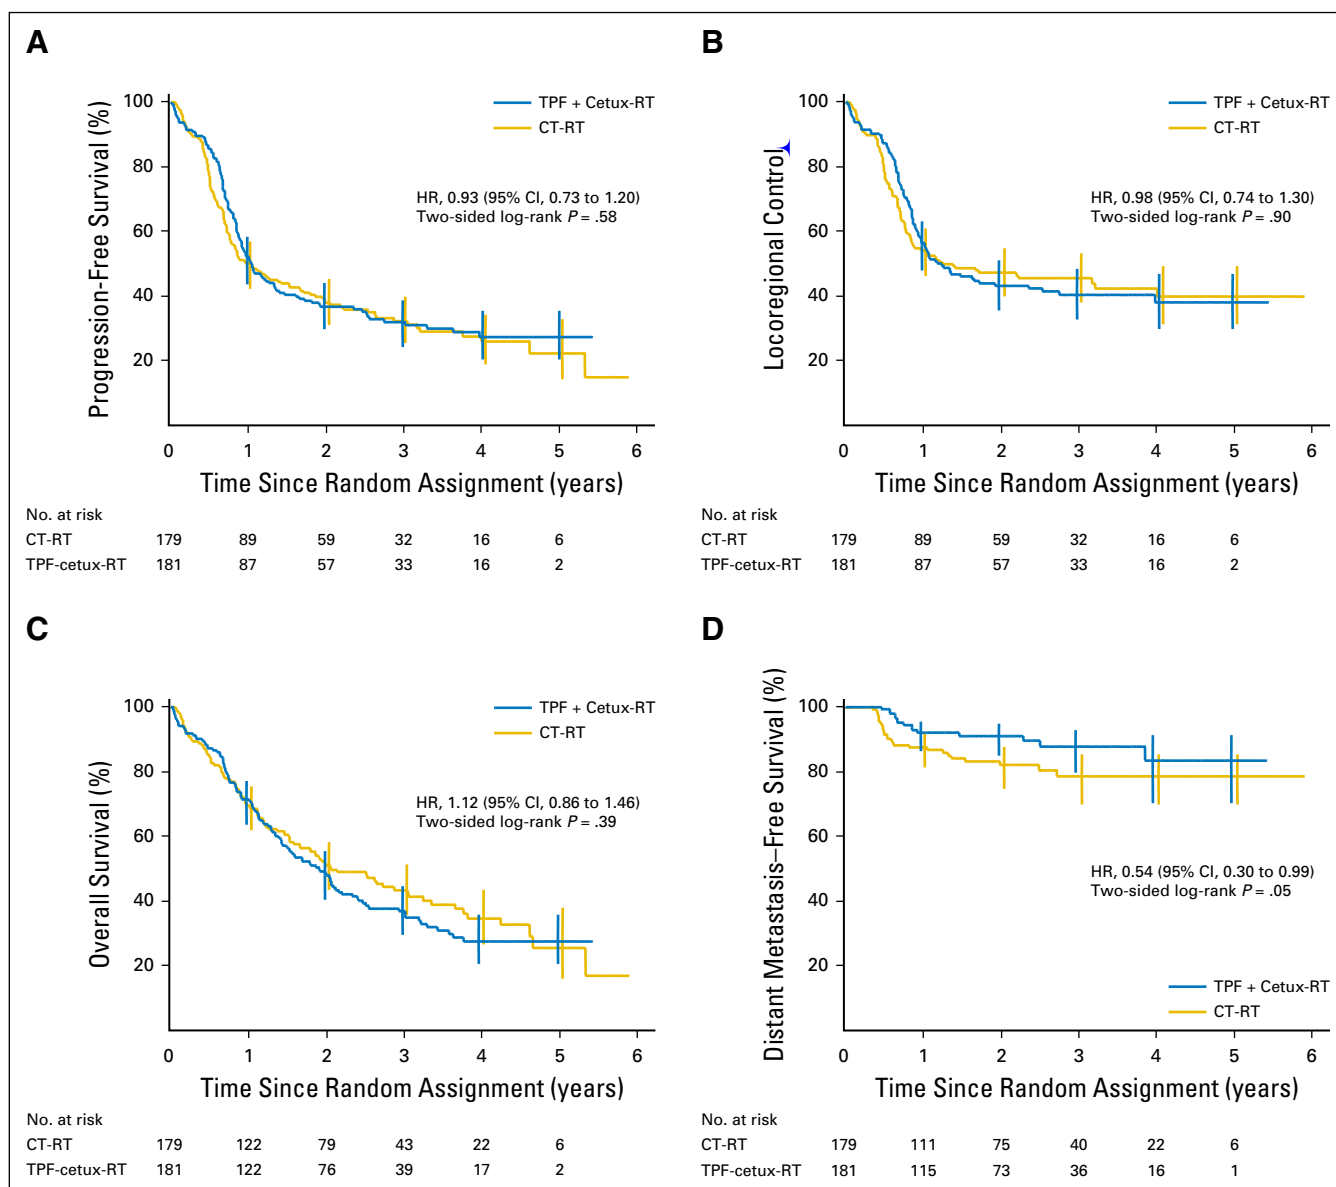 A
Progression-Free Survival (%)
100
80
60
40
20
TPF + Cetux-RT
CT-RT
HR, 0.93 (95% CI, 0.73 to 1.20)
Two-sided log-rank P = .58
0 1 2 3 4 5 6
Time Since Random Assignment (years)
No. at risk
CT-RT 179 89 59 32 16 6
TPF-cetux-RT 181 87 57 33 16 2
B
Locoregional Control
100
80
60
40
20
TPF + Cetux-RT
CT-RT
HR, 0.98 (95% CI, 0.74 to 1.30)
Two-sided log-rank P = .90
0 1 2 3 4 5 6
Time Since Random Assignment (years)
No. at risk
CT-RT 179 89 59 32 16 6
TPF-cetux-RT 181 87 57 33 16 2
C
Overall Survival (%)
100
80
60
40
20
TPF + Cetux-RT
CT-RT
HR, 1.12 (95% CI, 0.86 to 1.46)
Two-sided log-rank P = .39
0 1 2 3 4 5 6
Time Since Random Assignment (years)
No. at risk
CT-RT 179 122 79 43 22 6
TPF-cetux-RT 181 122 76 39 17 2
D
Distant Metastasis–Free Survival (%)
100
80
60
40
20
HR, 0.54 (95% CI, 0.30 to 0.99)
Two-sided log-rank P = .05
TPF + Cetux-RT
CT-RT
0 1 2 3 4 5 6
Time Since Random Assignment (years)
No. at risk
CT-RT 179 111 75 40 22 6
TPF-cetux-RT 181 115 73 36 16 1